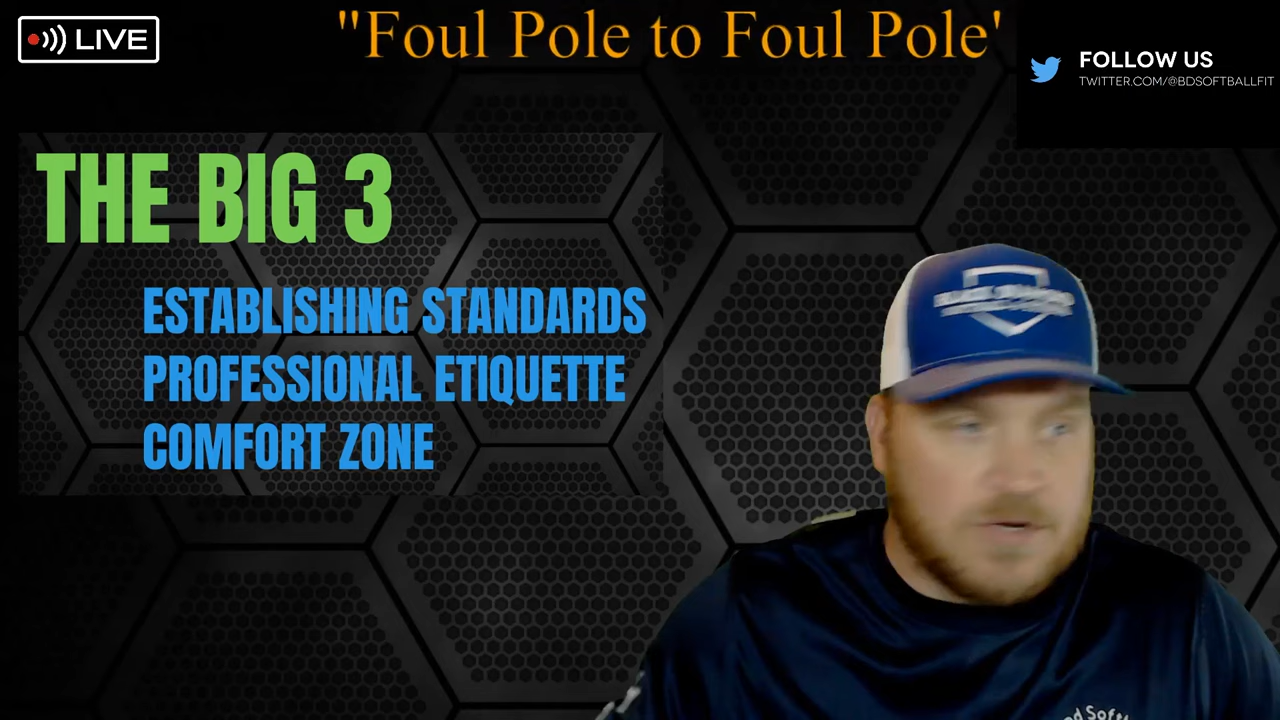 LIVE
"Foul Pole to Foul Pole'
FOLLOW US
TWITTER.COM/@BDSOFTBALLFIT
THE BIG 3
ESTABLISHING STANDARDS
PROFESSIONAL ETIQUETTE
COMFORT ZONE